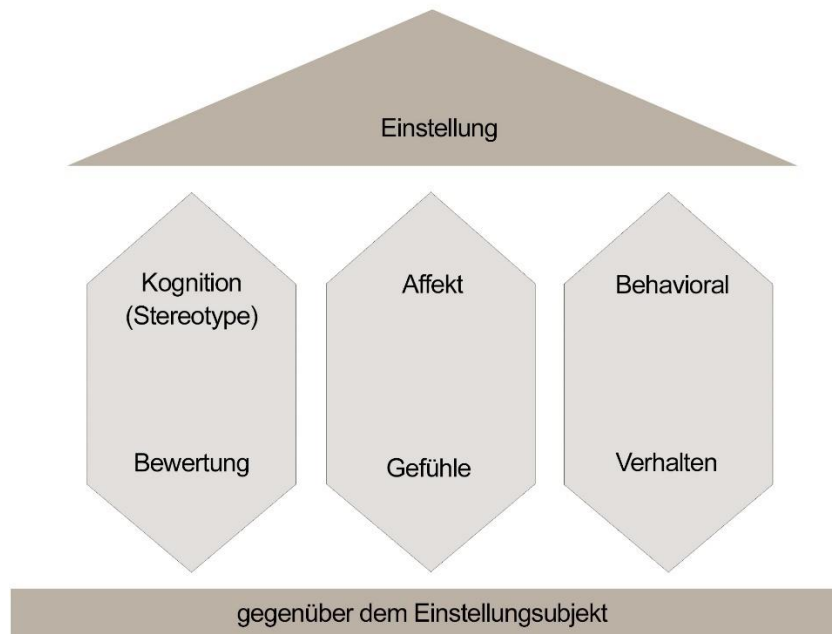 Einstellung
Kognition
(Stereotype)
Bewertung
Affekt
Gefühle
Behavioral
Verhalten
gegenüber dem Einstellungsubjekt